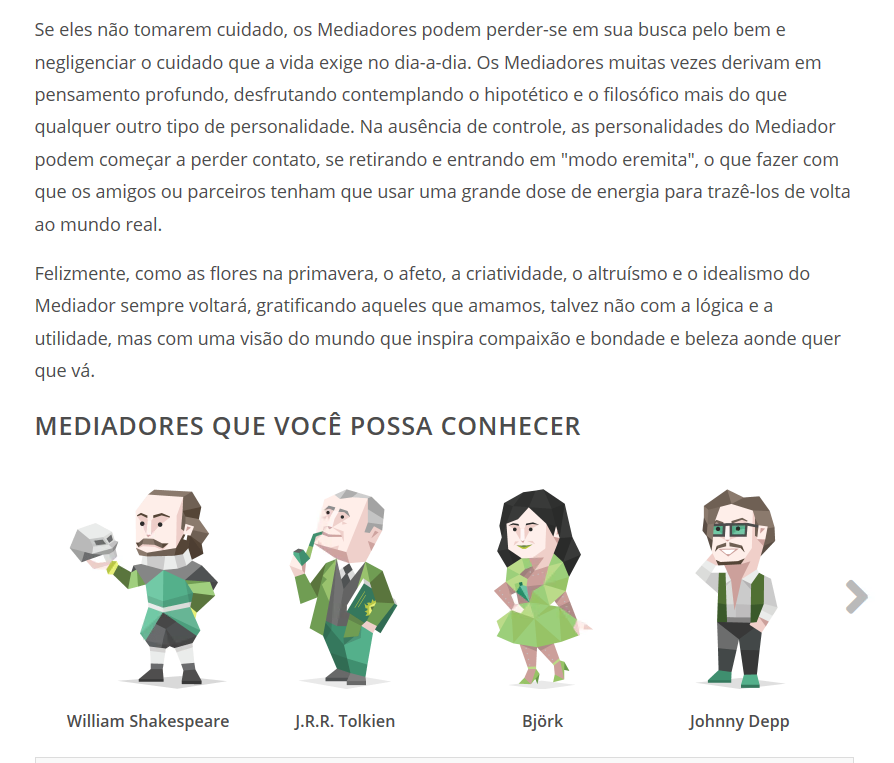 Se eles não tomarem cuidado, os Mediadores podem perder-se em sua busca pelo bem e
negligenciar o cuidado que a vida exige no dia-a-dia. Os Mediadores muitas vezes derivam em
pensamento profundo, desfrutando contemplando o hipotético e o filosófico mais do que
qualquer outro tipo de personalidade. Na ausência de controle, as personalidades do Mediador
podem começar a perder contato, se retirando e entrando em "modo eremita", o que fazer com
que os amigos ou parceiros tenham que usar uma grande dose de energia para trazê-los de volta
ao mundo real.
Felizmente, como as flores na primavera, o afeto, a criatividade, o altruísmo e o idealismo do
Mediador sempre voltará, gratificando aqueles que amamos, talvez não com a lógica e a
utilidade, mas com uma visão do mundo que inspira compaixão e bondade e beleza aonde quer
que vá.
MEDIADORES QUE VOCÊ POSSA CONHECER
William Shakespeare
J.R.R. Tolkien
Björk
Johnny Depp